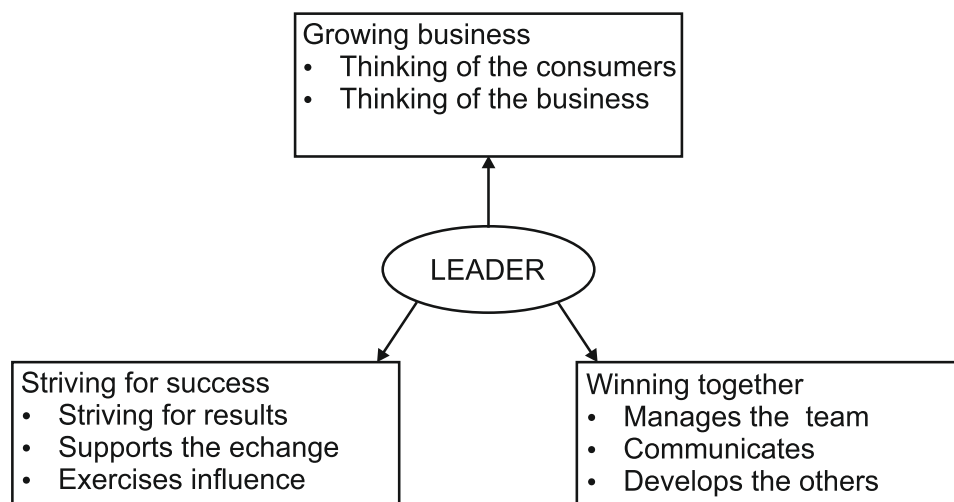 Growing business
• Thinking of the consumers
• Thinking of the business
LEADER
Striving for success
• Striving for results
• Supports the echange
• Exercises influence
Winning together
• Manages the team
• Communicates
• Develops the others